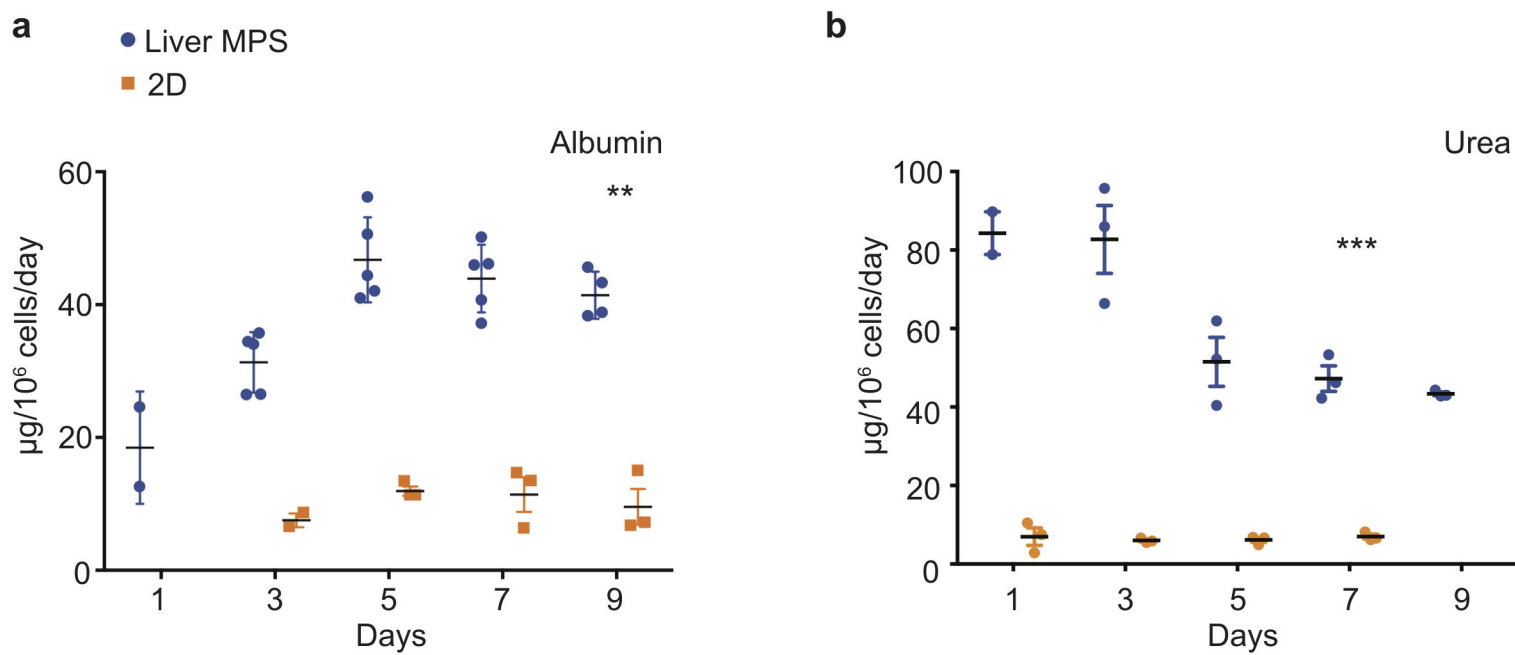 a
Liver MPS
2D
Albumin
**
60
40
20
0
µg/10⁶ cells/day
1 3 5 7 9
Days
b
Urea
***
100
80
60
40
20
0
µg/10⁶ cells/day
1 3 5 7 9
Days